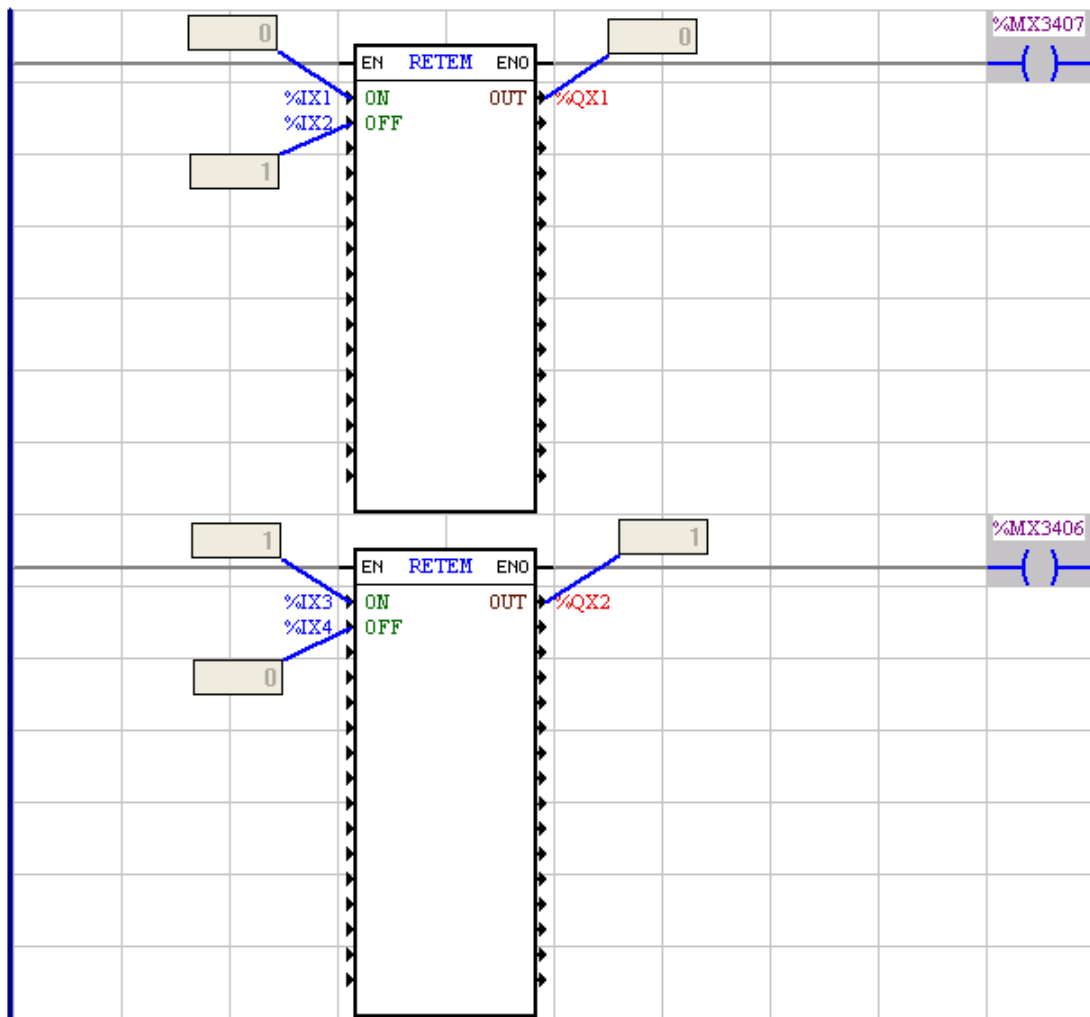 %MX3407
0
0
EN RETEM ENO
%IX1 ON OUT %QX1
%IX2 OFF
1
%MX3406
1
1
EN RETEM ENO
%IX3 ON OUT %QX2
%IX4 OFF
0